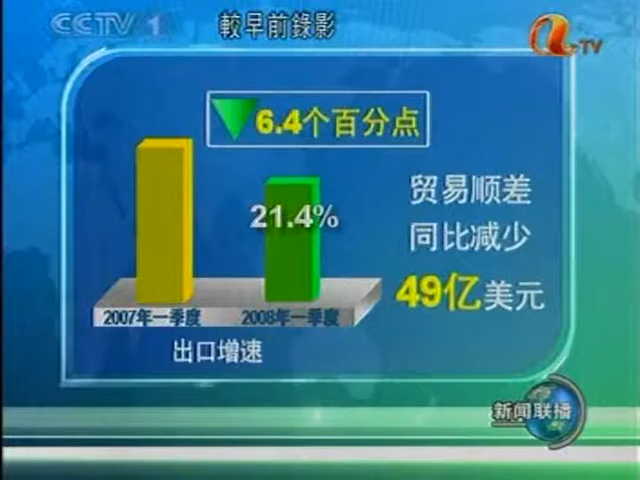 CCTV 1
較早前錄影
a-TV
6.4个百分点
21.4%
贸易顺差
同比减少
49亿美元
2007年一季度
2008年一季度
出口增速
新闻联播